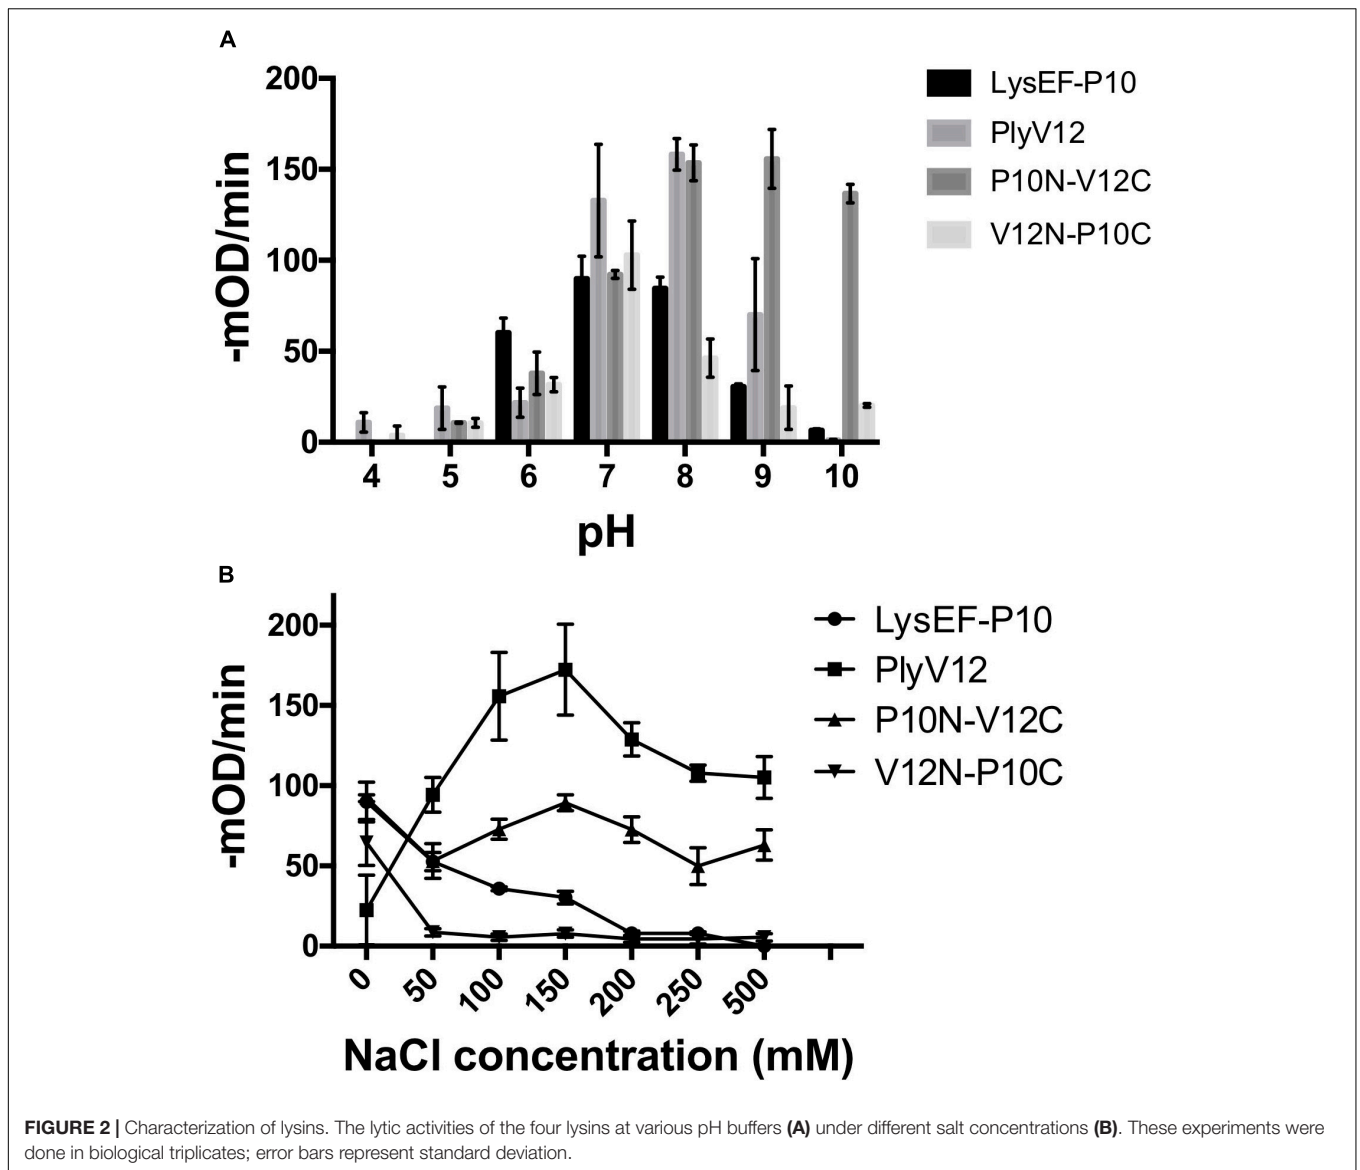 A
200
150
100
50
0
-mOD/min
4 5 6 7 8 9 10
pH
LysEF-P10
PlyV12
P10N-V12C
V12N-P10C
B
200
150
100
50
0
-mOD/min
0 50 100 150 200 250 500
NaCl concentration (mM)
LysEF-P10
PlyV12
P10N-V12C
V12N-P10C
FIGURE 2 | Characterization of lysins. The lytic activities of the four lysins at various pH buffers (A) under different salt concentrations (B). These experiments were
done in biological triplicates; error bars represent standard deviation.